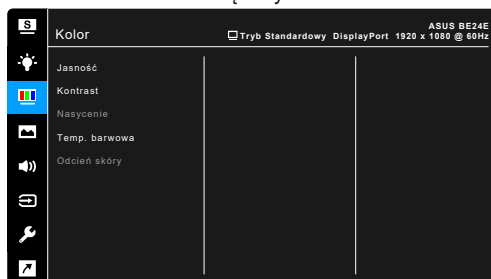 S
ASUS BE24E
Kolor
Tryb Standardowy DisplayPort 1920 x 1080 @ 60Hz
Jasność
Kontrast
Nasycenie
Temp. barwowa
Odcień skóry